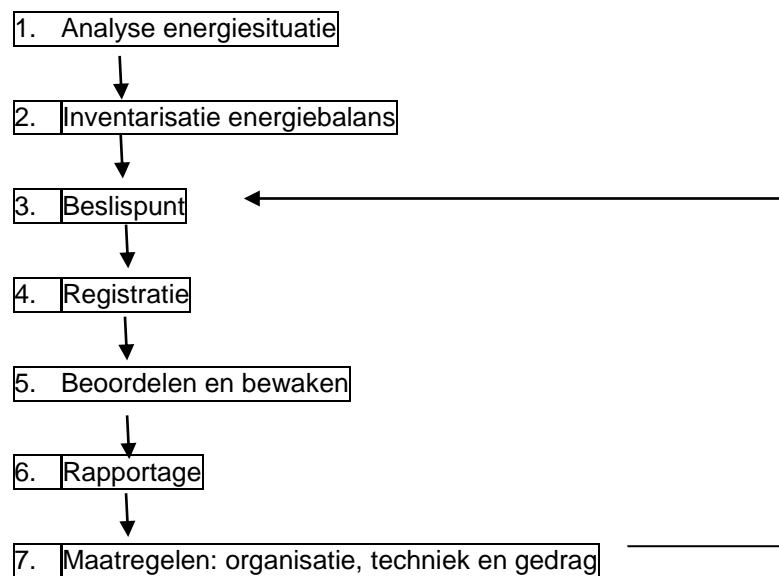 1. Analyse energiesituatie
2. Inventarisatie energiebalans
3. Beslispunt
4. Registratie
5. Beoordelen en bewaken
6. Rapportage
7. Maatregelen: organisatie, techniek en gedrag